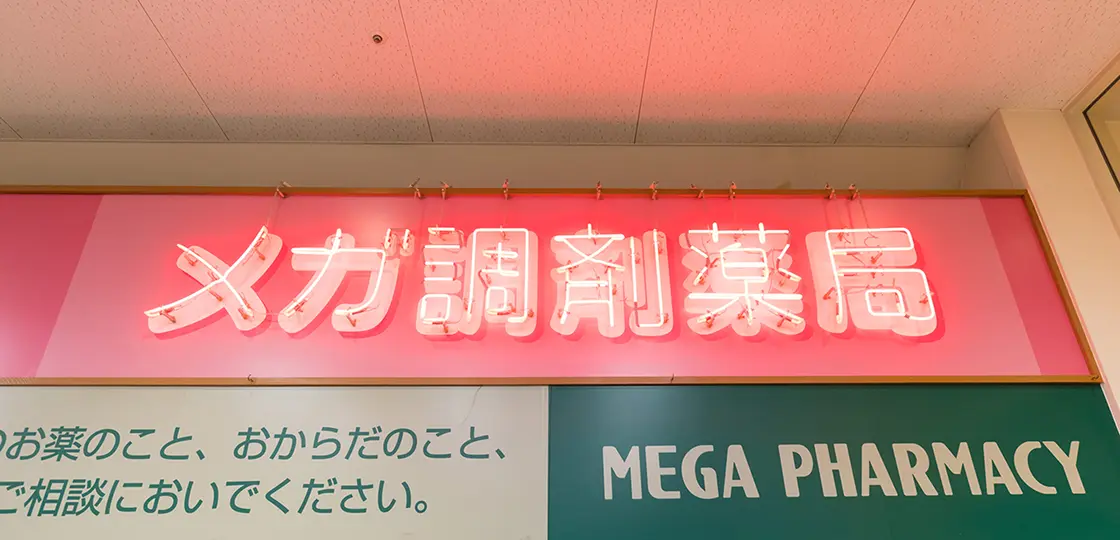 メガ調剤薬局
のお薬のこと、おからだのこと、
ご相談においでください。
MEGA PHARMACY